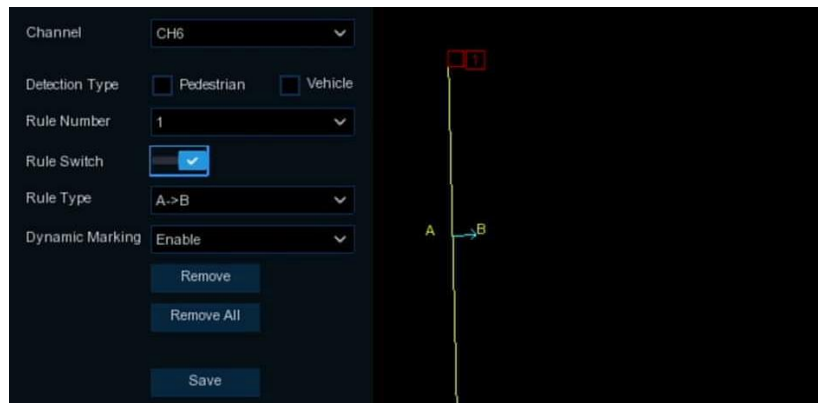 Channel CH6
Detection Type Pedestrian Vehicle
Rule Number 1
Rule Switch
Rule Type A->B
Dynamic Marking Enable
Remove
Remove All
Save
1
A B